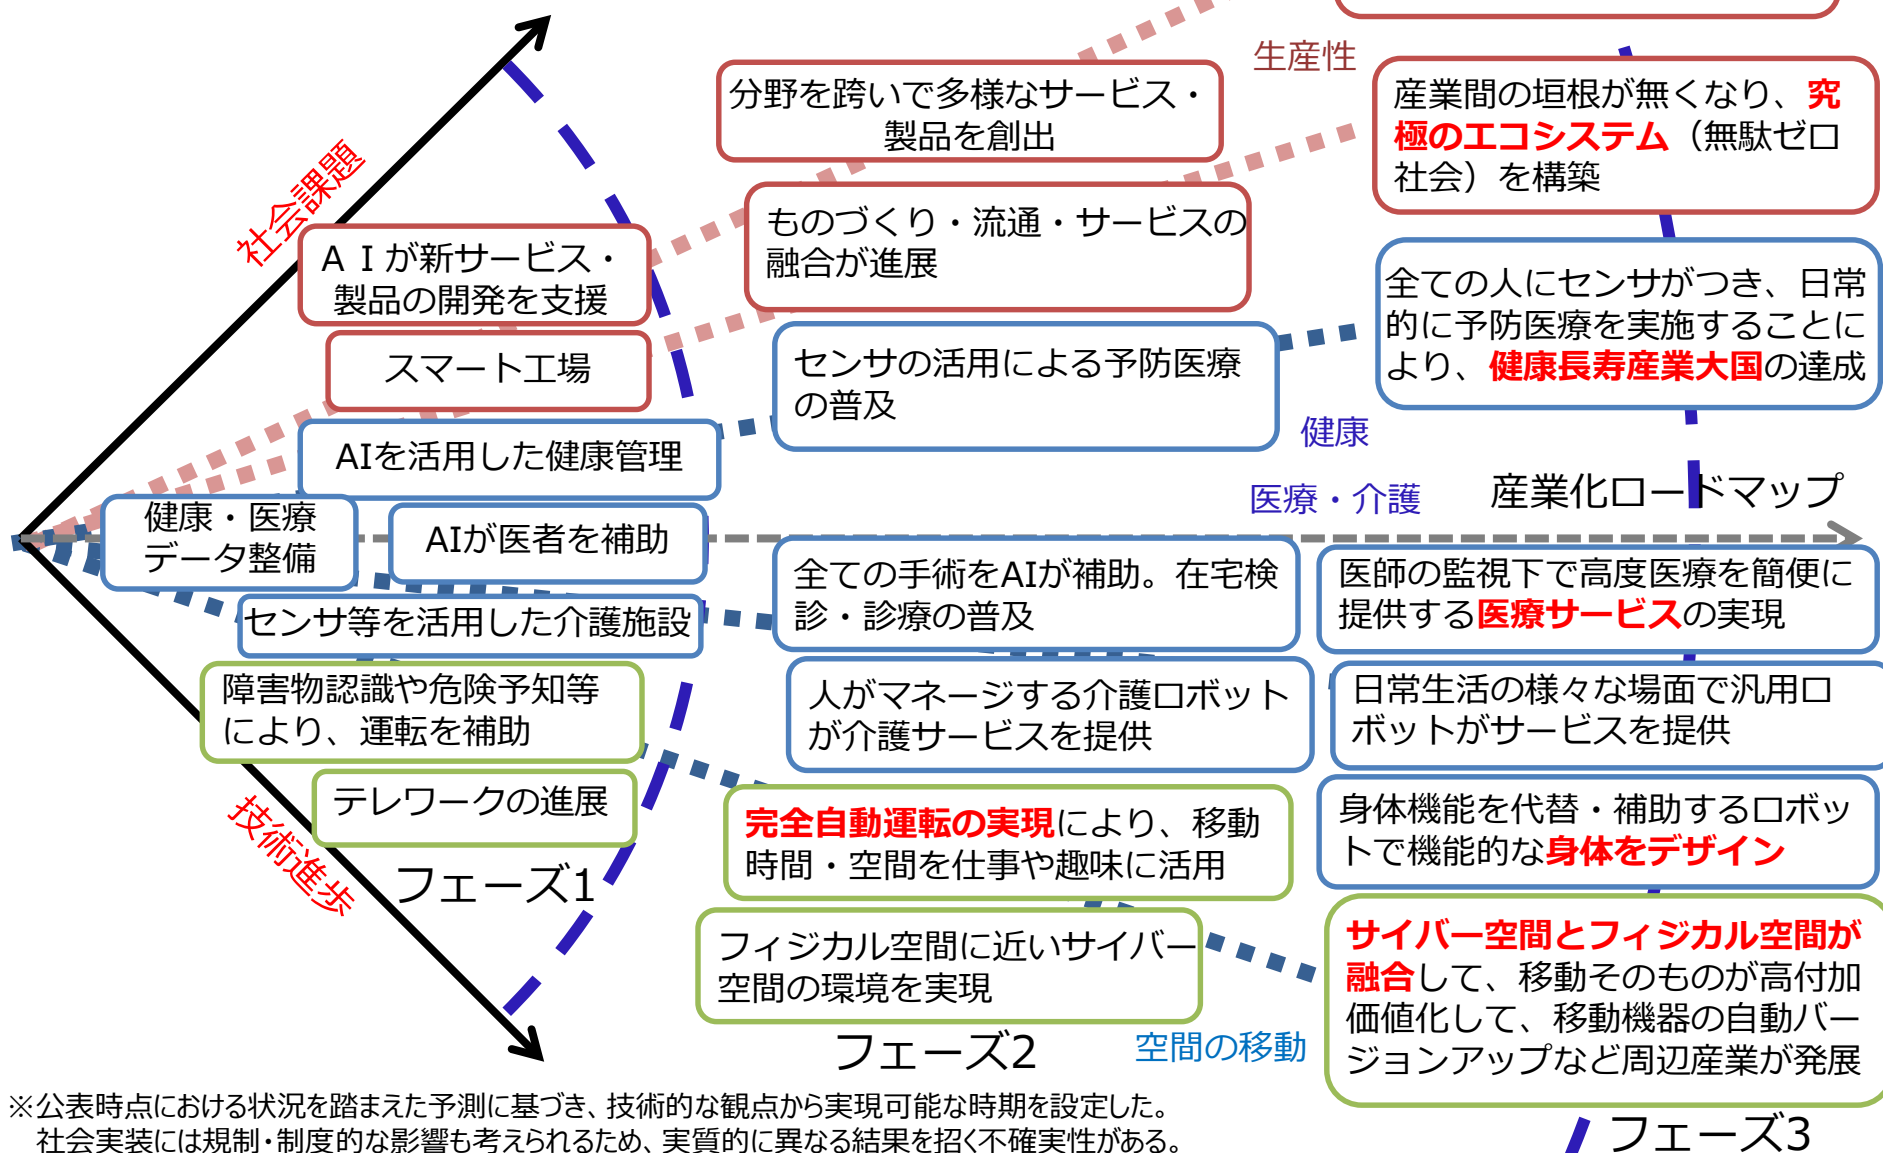 生産性
分野を跨いで多様なサービス・
製品を創出
産業間の垣根が無くなり、究
極のエコシステム（無駄ゼロ
社会）を構築
社会課題
ものづくり・流通・サービスの
融合が進展
ＡＩが新サービス・
製品の開発を支援
全ての人にセンサがつき、日常
的に予防医療を実施することに
より、健康長寿産業大国の達成
スマート工場
センサの活用による予防医療
の普及
健康
AIを活用した健康管理
医療・介護
産業化ロードマップ
健康・医療
データ整備
AIが医者を補助
全ての手術をAIが補助。在宅検
診・診療の普及
医師の監視下で高度医療を簡便に
提供する医療サービスの実現
センサ等を活用した介護施設
障害物認識や危険予知等
により、運転を補助
人がマネージする介護ロボット
が介護サービスを提供
日常生活の様々な場面で汎用ロ
ボットがサービスを提供
テレワークの進展
技術進歩
フェーズ1
完全自動運転の実現により、移動
時間・空間を仕事や趣味に活用
身体機能を代替・補助するロボッ
トで機能的な身体をデザイン
フィジカル空間に近いサイバー
空間の環境を実現
サイバー空間とフィジカル空間が
融合して、移動そのものが高付加
価値化して、移動機器の自動バー
ジョンアップなど周辺産業が発展
フェーズ2
空間の移動
フェーズ3
※公表時点における状況を踏まえた予測に基づき、技術的な観点から実現可能な時期を設定した。
社会実装には規制・制度的な影響も考えられるため、実質的に異なる結果を招く不確実性がある。